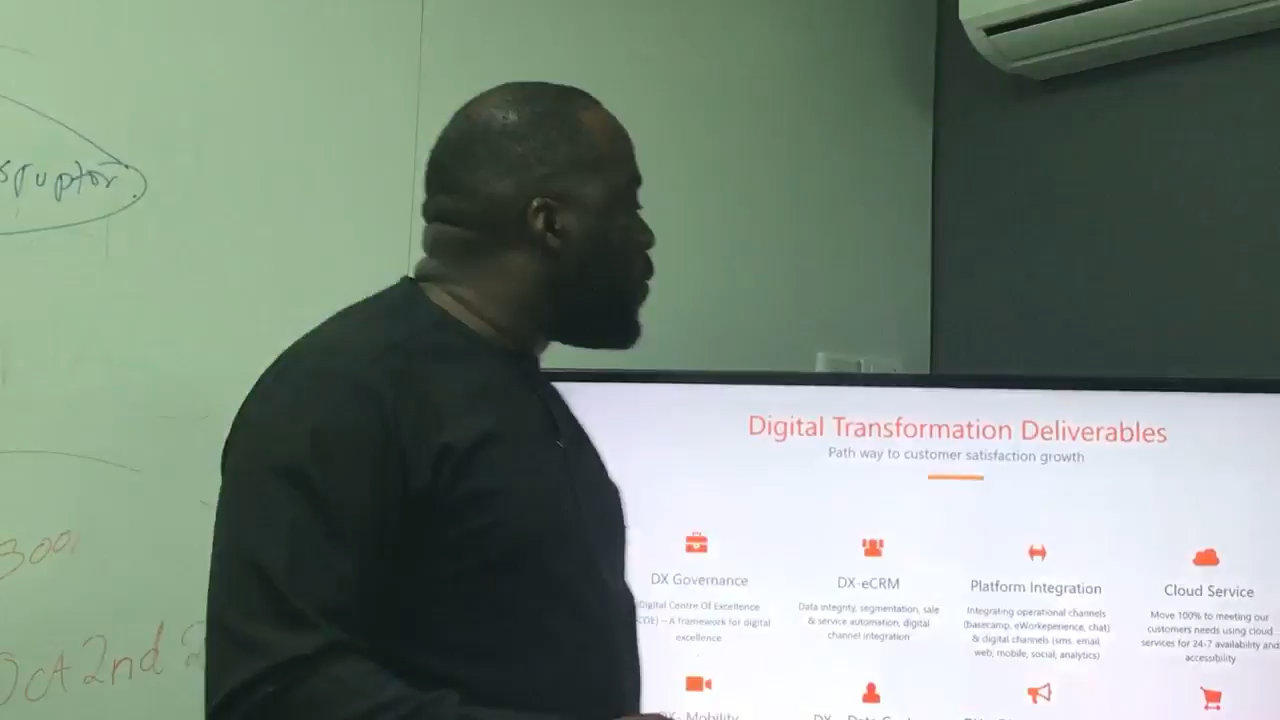 Digital Transformation Deliverables
Path way to customer satisfaction growth
DX Governance
Digital Centre Of Excellence
– A framework for digital
excellence
DX-eCRM
Data integrity, segmentation, sale
& service automation, digital
channel integration
Platform Integration
Integrating operational channels
(basecamp, eWorkeperience, chat)
& digital channels (sms, email
web, mobile, social, analytics)
Cloud Service
Move 100% to meeting our
customers needs using cloud
services for 24-7 availability and
accessibility
Mobility
sruptor
300
Oct 2nd 2